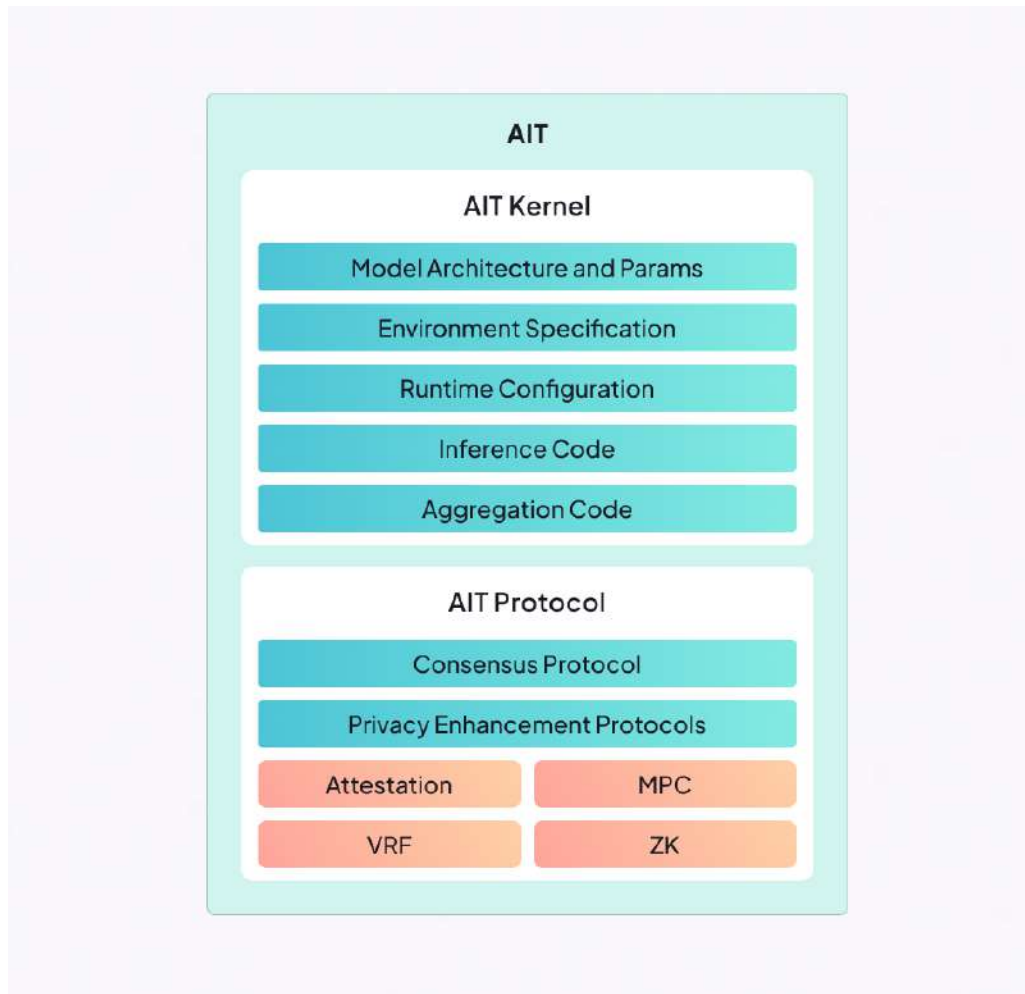 AIT
AIT Kernel
Model Architecture and Params
Environment Specification
Runtime Configuration
Inference Code
Aggregation Code
AIT Protocol
Consensus Protocol
Privacy Enhancement Protocols
Attestation
MPC
VRF
ZK